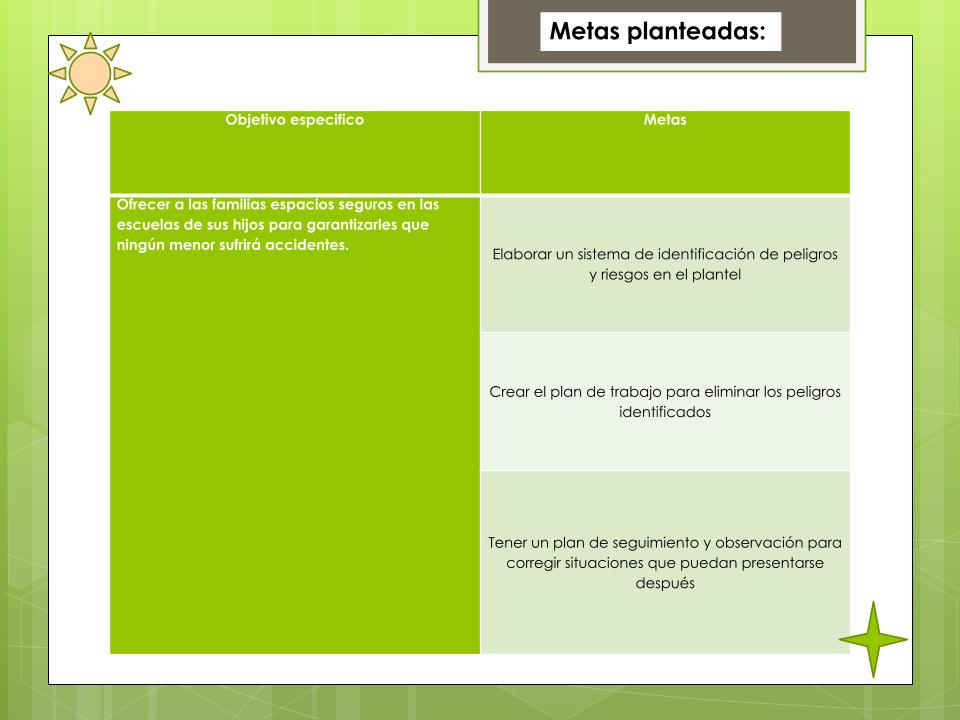 Metas planteadas:
Objetivo especifico
Metas
Ofrecer a las familias espacios seguros en las
escuelas de sus hijos para garantizarles que
ningún menor sufrirá accidentes.
Elaborar un sistema de identificación de peligros
y riesgos en el plantel
Crear el plan de trabajo para eliminar los peligros
identificados
Tener un plan de seguimiento y observación para
corregir situaciones que puedan presentarse
después